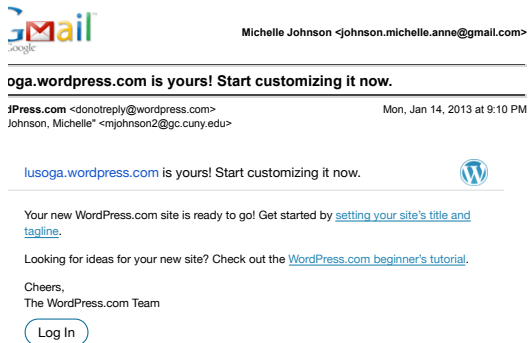 Gmail
Google
Michelle Johnson <johnson.michelle.anne@gmail.com>
oga.wordpress.com is yours! Start customizing it now.
dPress.com <donotreply@wordpress.com> Mon, Jan 14, 2013 at 9:10 PM
Johnson, Michelle" <mjohnson2@gc.cuny.edu>
lusoga.wordpress.com is yours! Start customizing it now.
Your new WordPress.com site is ready to go! Get started by setting your site's title and
tagline.
Looking for ideas for your new site? Check out the WordPress.com beginner's tutorial.
Cheers,
The WordPress.com Team
Log In